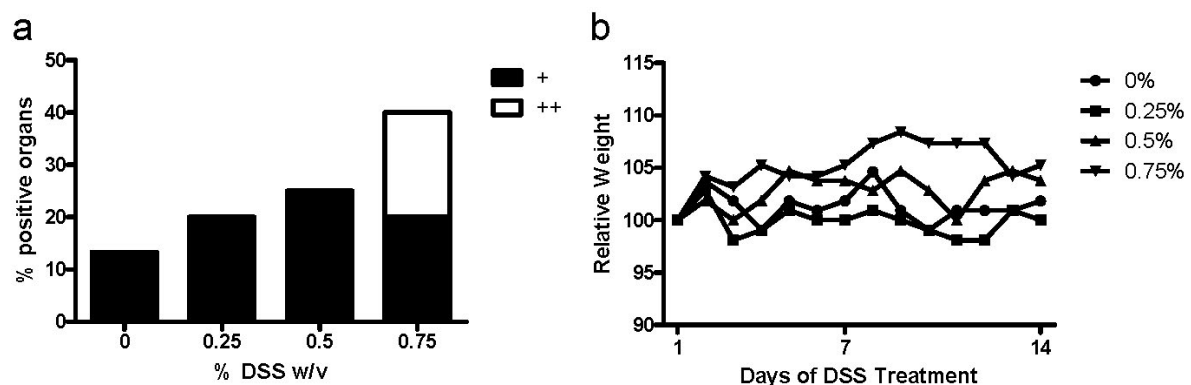 a
50
40
30
20
10
0
% positive organs
0 0.25 0.5 0.75
% DSS w/v
+
++
b
115
110
105
100
95
90
Relative Weight
1 7 14
Days of DSS Treatment
0%
0.25%
0.5%
0.75%